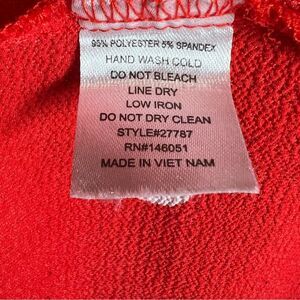 95% POLYESTER 5% SPANDEX
HAND WASH COLD
DO NOT BLEACH
LINE DRY
LOW IRON
DO NOT DRY CLEAN
STYLE#27787
RN#146051
MADE IN VIET NAM